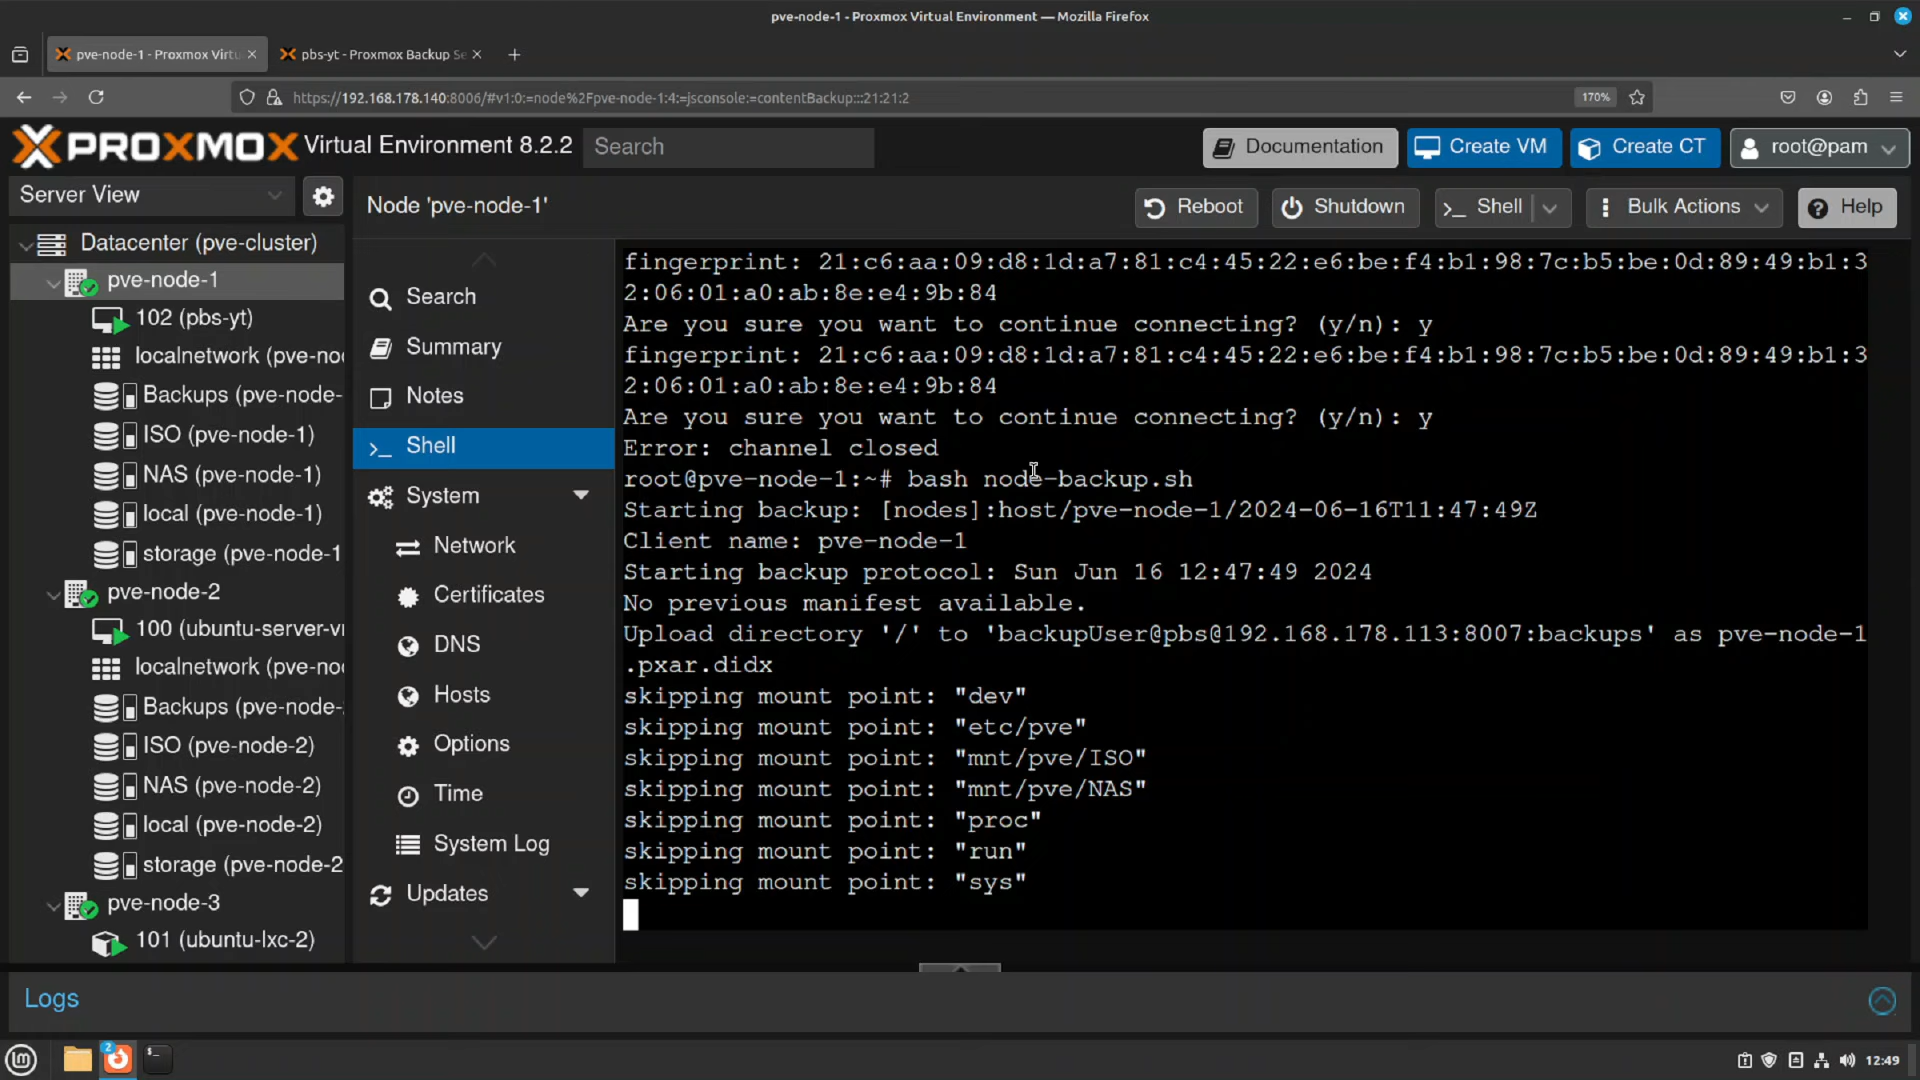 pve-node-1 - Proxmox Virtual Environment — Mozilla Firefox
pve-node-1 - Proxmox Virtu
pbs-yt - Proxmox Backup Se
https://192.168.178.140:8006/#v1:0:=node%2Fpve-node-1:4:=jsconsole:=contentBackup:::21:21:2
170%
PROXMOX Virtual Environment 8.2.2
Search
Documentation
Create VM
Create CT
root@pam
Server View
Node 'pve-node-1'
Reboot
Shutdown
Shell
Bulk Actions
Help
Datacenter (pve-cluster)
pve-node-1
102 (pbs-yt)
localnetwork (pve-no
Backups (pve-node-
ISO (pve-node-1)
NAS (pve-node-1)
local (pve-node-1)
storage (pve-node-1
pve-node-2
100 (ubuntu-server-vi
localnetwork (pve-no
Backups (pve-node-
ISO (pve-node-2)
NAS (pve-node-2)
local (pve-node-2)
storage (pve-node-2
pve-node-3
101 (ubuntu-lxc-2)
Search
Summary
Notes
Shell
System
Network
Certificates
DNS
Hosts
Options
Time
System Log
Updates
fingerprint: 21:c6:aa:09:d8:1d:a7:81:c4:45:22:e6:be:f4:b1:98:7c:b5:be:0d:89:49:b1:3
2:06:01:a0:ab:8e:e4:9b:84
Are you sure you want to continue connecting? (y/n): y
fingerprint: 21:c6:aa:09:d8:1d:a7:81:c4:45:22:e6:be:f4:b1:98:7c:b5:be:0d:89:49:b1:3
2:06:01:a0:ab:8e:e4:9b:84
Are you sure you want to continue connecting? (y/n): y
Error: channel closed
root@pve-node-1:~# bash node-backup.sh
Starting backup: [nodes]:host/pve-node-1/2024-06-16T11:47:49Z
Client name: pve-node-1
Starting backup protocol: Sun Jun 16 12:47:49 2024
No previous manifest available.
Upload directory '/' to 'backupUser@pbs@192.168.178.113:8007:backups' as pve-node-1
.pxar.didx
skipping mount point: "dev"
skipping mount point: "etc/pve"
skipping mount point: "mnt/pve/ISO"
skipping mount point: "mnt/pve/NAS"
skipping mount point: "proc"
skipping mount point: "run"
skipping mount point: "sys"
Logs
2
12:49